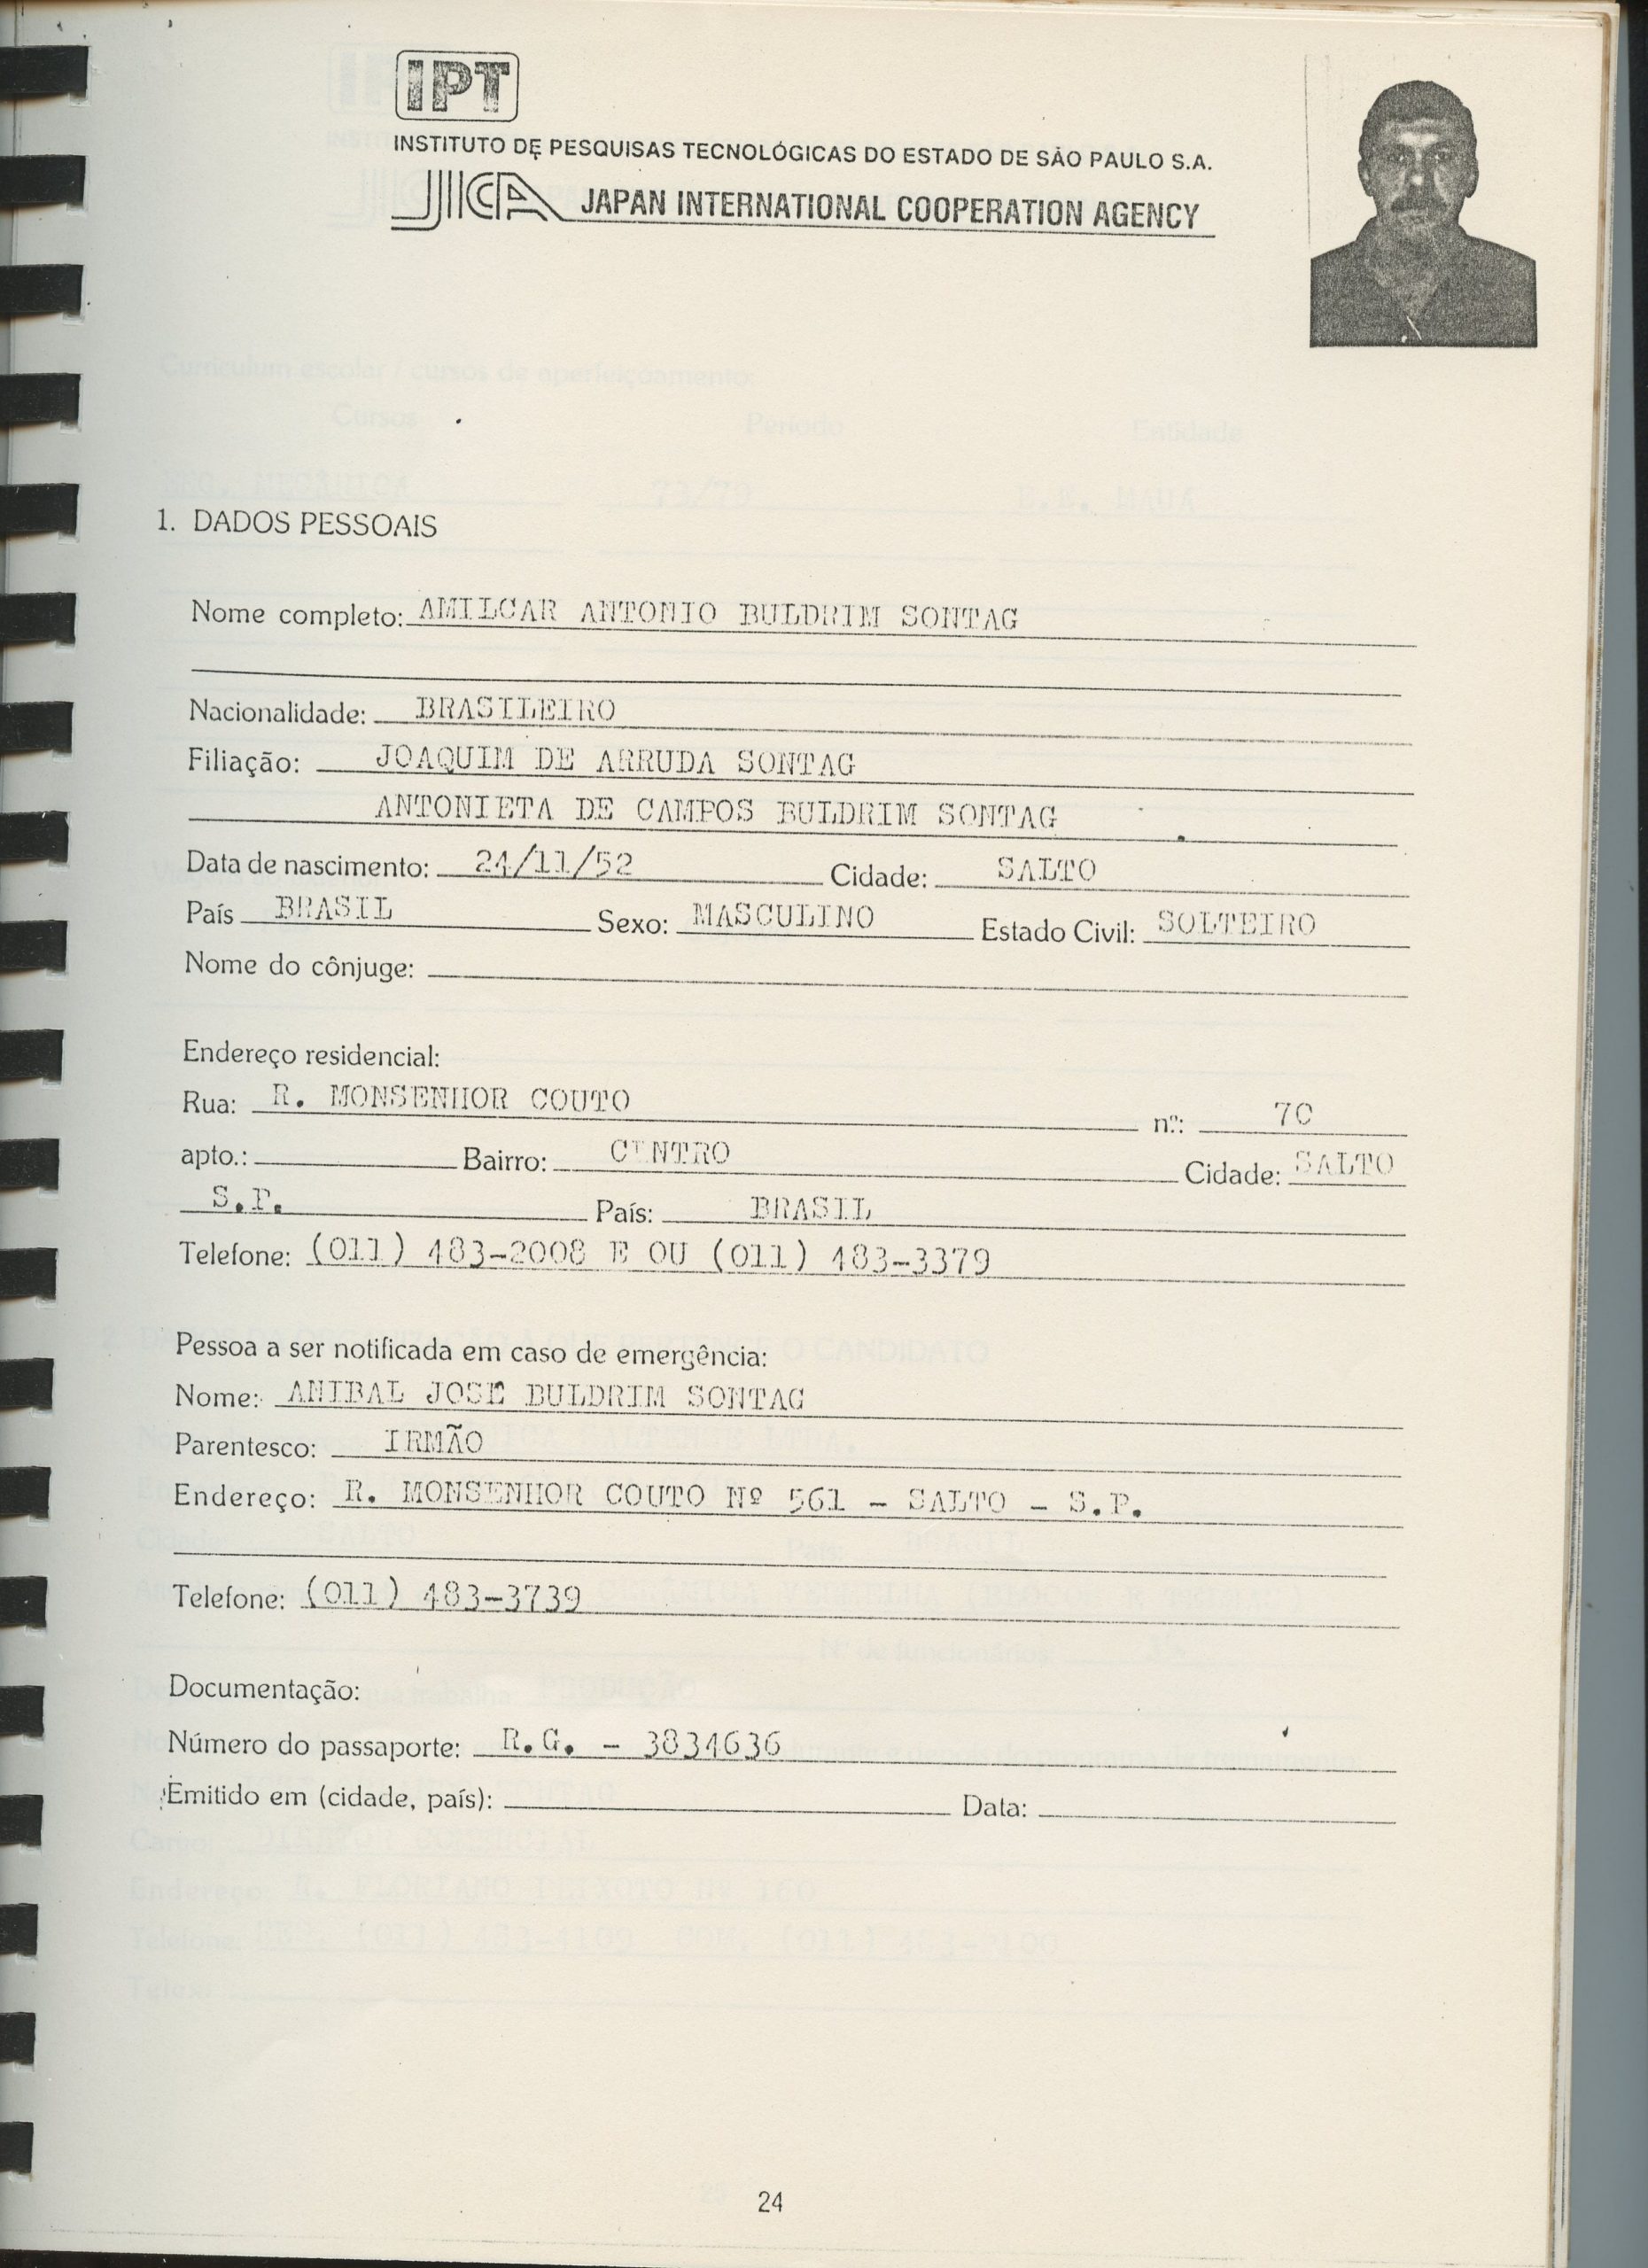 IPT
INSTITUTO DE PESQUISAS TECNOLÓGICAS DO ESTADO DE SÃO PAULO S.A.
JICA JAPAN INTERNATIONAL COOPERATION AGENCY
1. DADOS PESSOAIS
Nome completo: AMILCAR ANTONIO BULDRIM SONTAG
Nacionalidade: BRASILEIRO
Filiação: JOAQUIM DE ARRUDA SONTAG
ANTONIETA DE CAMPOS BULDRIM SONTAG
Data de nascimento: 24/11/52 Cidade: SALTO
País BRASIL Sexo: MASCULINO Estado Civil: SOLTEIRO
Nome do cônjuge:
Endereço residencial:
Rua: R. MONSENHOR COUTO nº: 70
apto.: Bairro: CENTRO Cidade: SALTO
S.P. País: BRASIL
Telefone: (011) 483-2008 E OU (011) 483-3379
Pessoa a ser notificada em caso de emergência:
Nome: ANIBAL JOSE BULDRIM SONTAG
Parentesco: IRMÃO
Endereço: R. MONSENHOR COUTO Nº 561 - SALTO - S.P.
Telefone: (011) 483-3739
Documentação:
Número do passaporte: R.G. - 3834636
Emitido em (cidade, país): Data:
24